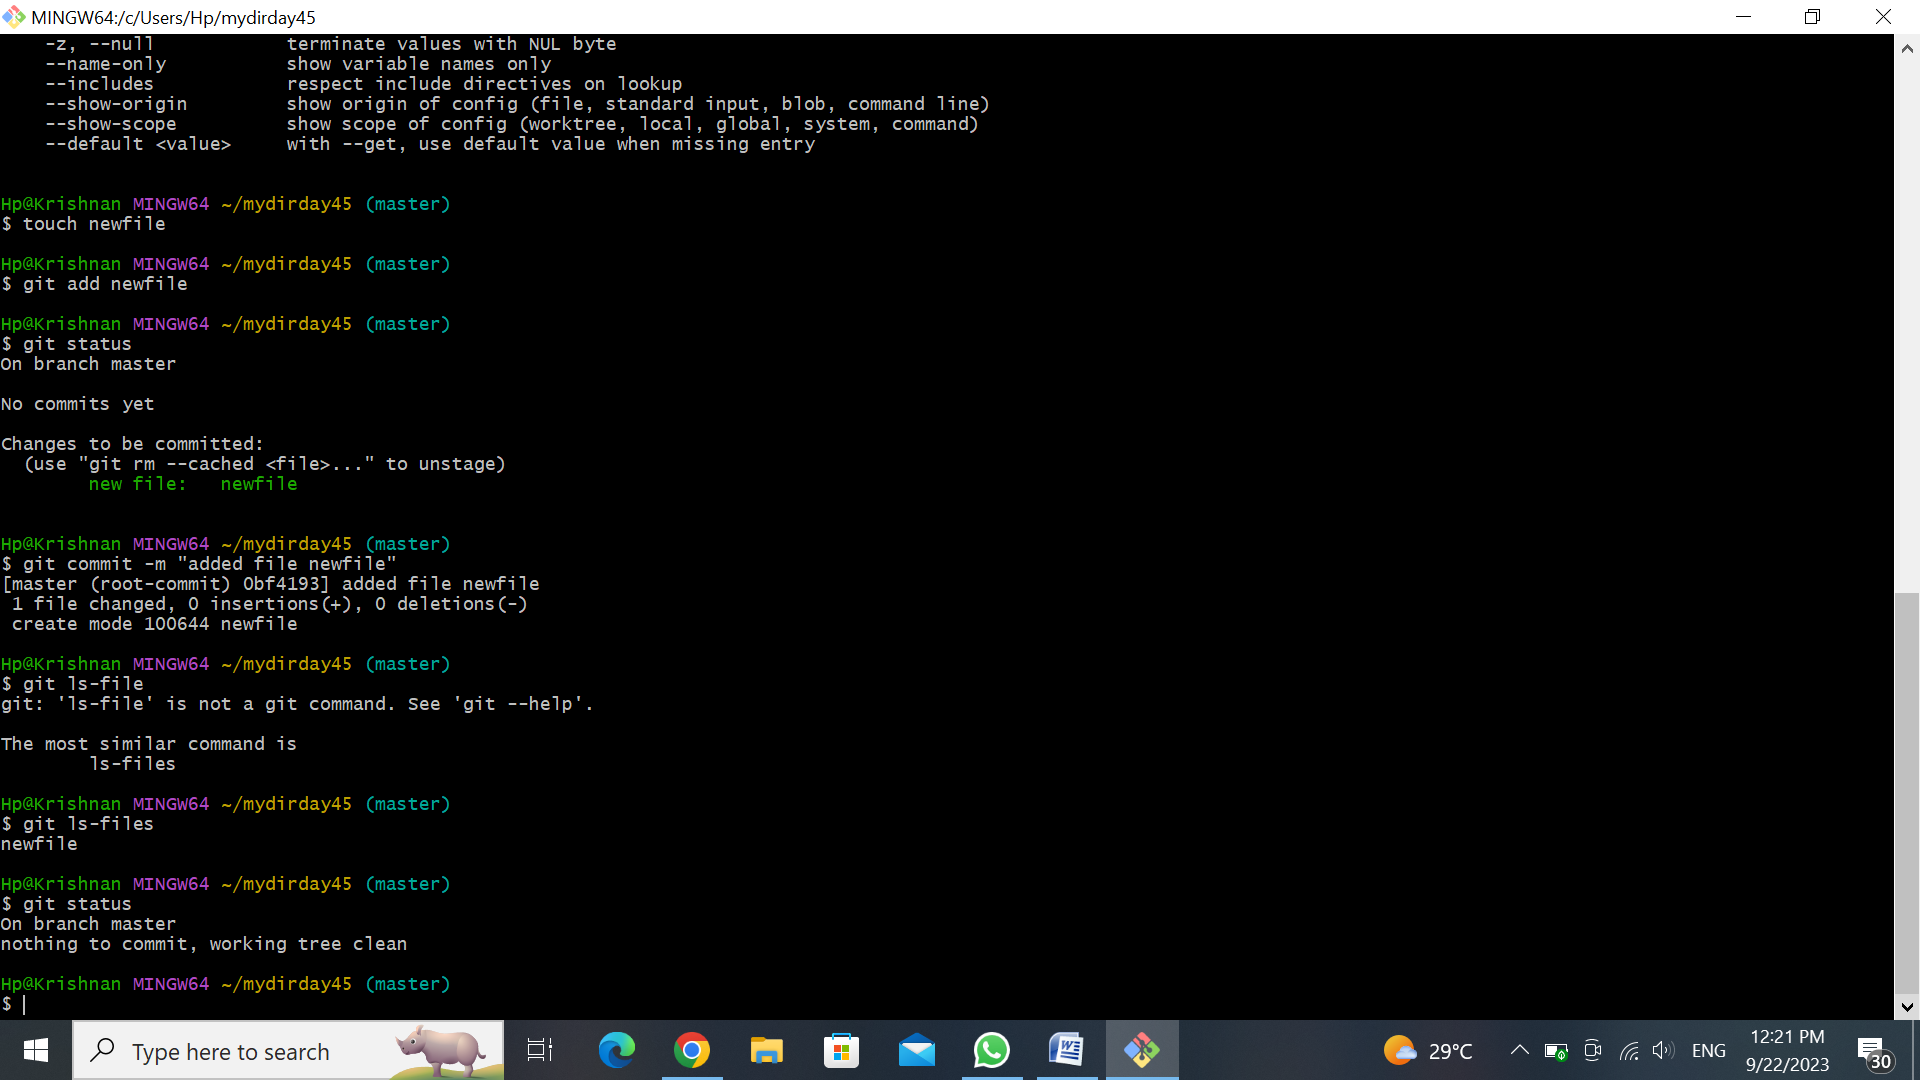 MINGW64:/c/Users/Hp/mydirday45
-z, --null terminate values with NUL byte
--name-only show variable names only
--includes respect include directives on lookup
--show-origin show origin of config (file, standard input, blob, command line)
--show-scope show scope of config (worktree, local, global, system, command)
--default <value> with --get, use default value when missing entry
Hp@Krishnan MINGW64 ~/mydirday45 (master)
$ touch newfile
Hp@Krishnan MINGW64 ~/mydirday45 (master)
$ git add newfile
Hp@Krishnan MINGW64 ~/mydirday45 (master)
$ git status
On branch master
No commits yet
Changes to be committed:
(use "git rm --cached <file>..." to unstage)
new file: newfile
Hp@Krishnan MINGW64 ~/mydirday45 (master)
$ git commit -m "added file newfile"
[master (root-commit) 0bf4193] added file newfile
1 file changed, 0 insertions(+), 0 deletions(-)
create mode 100644 newfile
Hp@Krishnan MINGW64 ~/mydirday45 (master)
$ git ls-file
git: 'ls-file' is not a git command. See 'git --help'.
The most similar command is
ls-files
Hp@Krishnan MINGW64 ~/mydirday45 (master)
$ git ls-files
newfile
Hp@Krishnan MINGW64 ~/mydirday45 (master)
$ git status
On branch master
nothing to commit, working tree clean
Hp@Krishnan MINGW64 ~/mydirday45 (master)
$
Type here to search
29°C
ENG
12:21 PM
9/22/2023
30